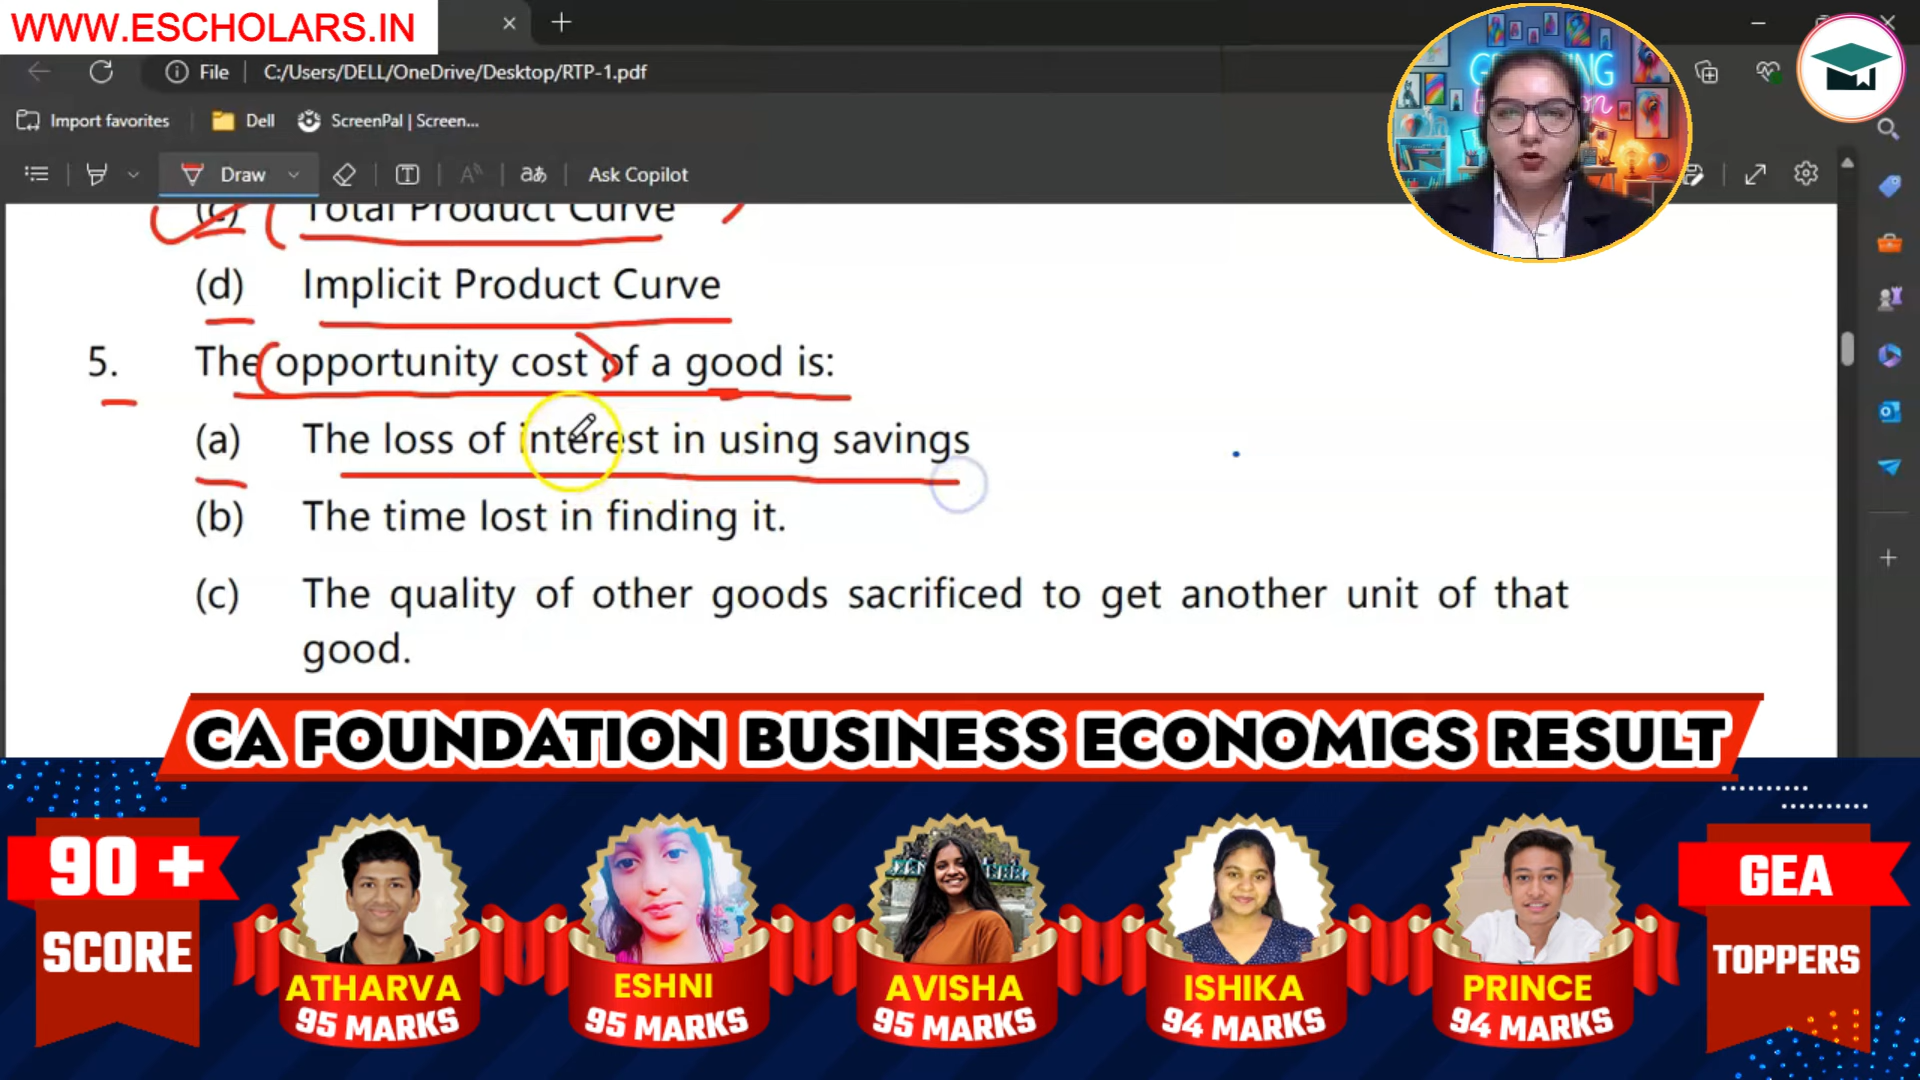 WWW.ESCHOLARS.IN
File C:/Users/DELL/OneDrive/Desktop/RTP-1.pdf
Import favorites Dell ScreenPal | Screen...
Draw Ask Copilot
(c) Total Product Curve
(d) Implicit Product Curve
5. The opportunity cost of a good is:
(a) The loss of interest in using savings
(b) The time lost in finding it.
(c) The quality of other goods sacrificed to get another unit of that
good.
CA FOUNDATION BUSINESS ECONOMICS RESULT
90 +
SCORE
ATHARVA
95 MARKS
ESHNI
95 MARKS
AVISHA
95 MARKS
ISHIKA
94 MARKS
PRINCE
94 MARKS
GEA
TOPPERS